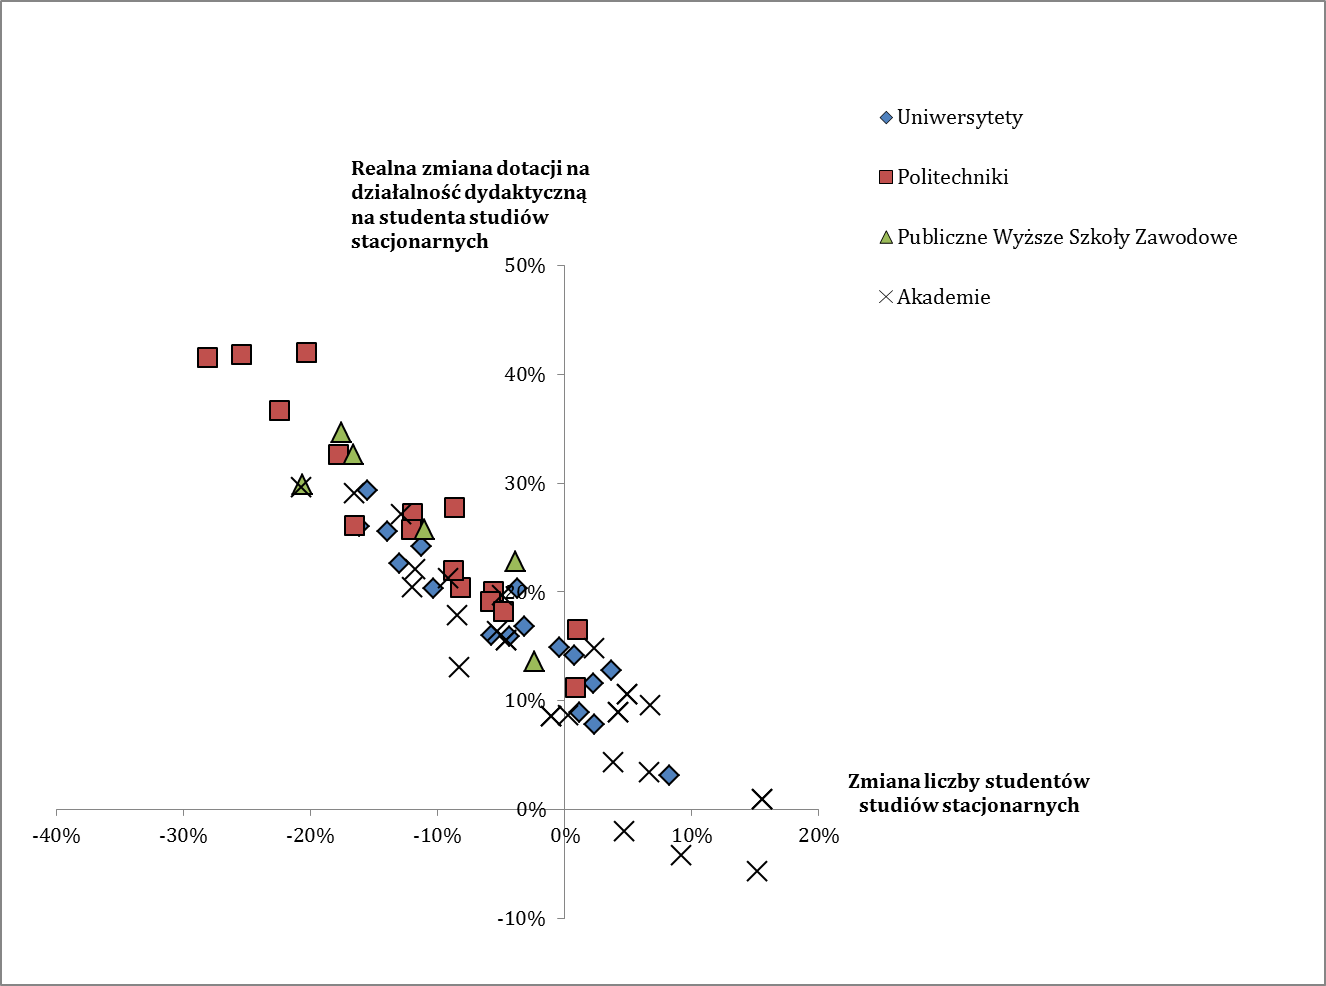 Uniwersytety
Realna zmiana dotacji na
działalność dydaktyczną
na studenta studiów
stacjonarnych
Politechniki
Publiczne Wyższe Szkoły Zawodowe
Akademie
50%
40%
30%
20%
10%
0%
-10%
Zmiana liczby studentów
studiów stacjonarnych
-40% -30% -20% -10% 0% 10% 20%